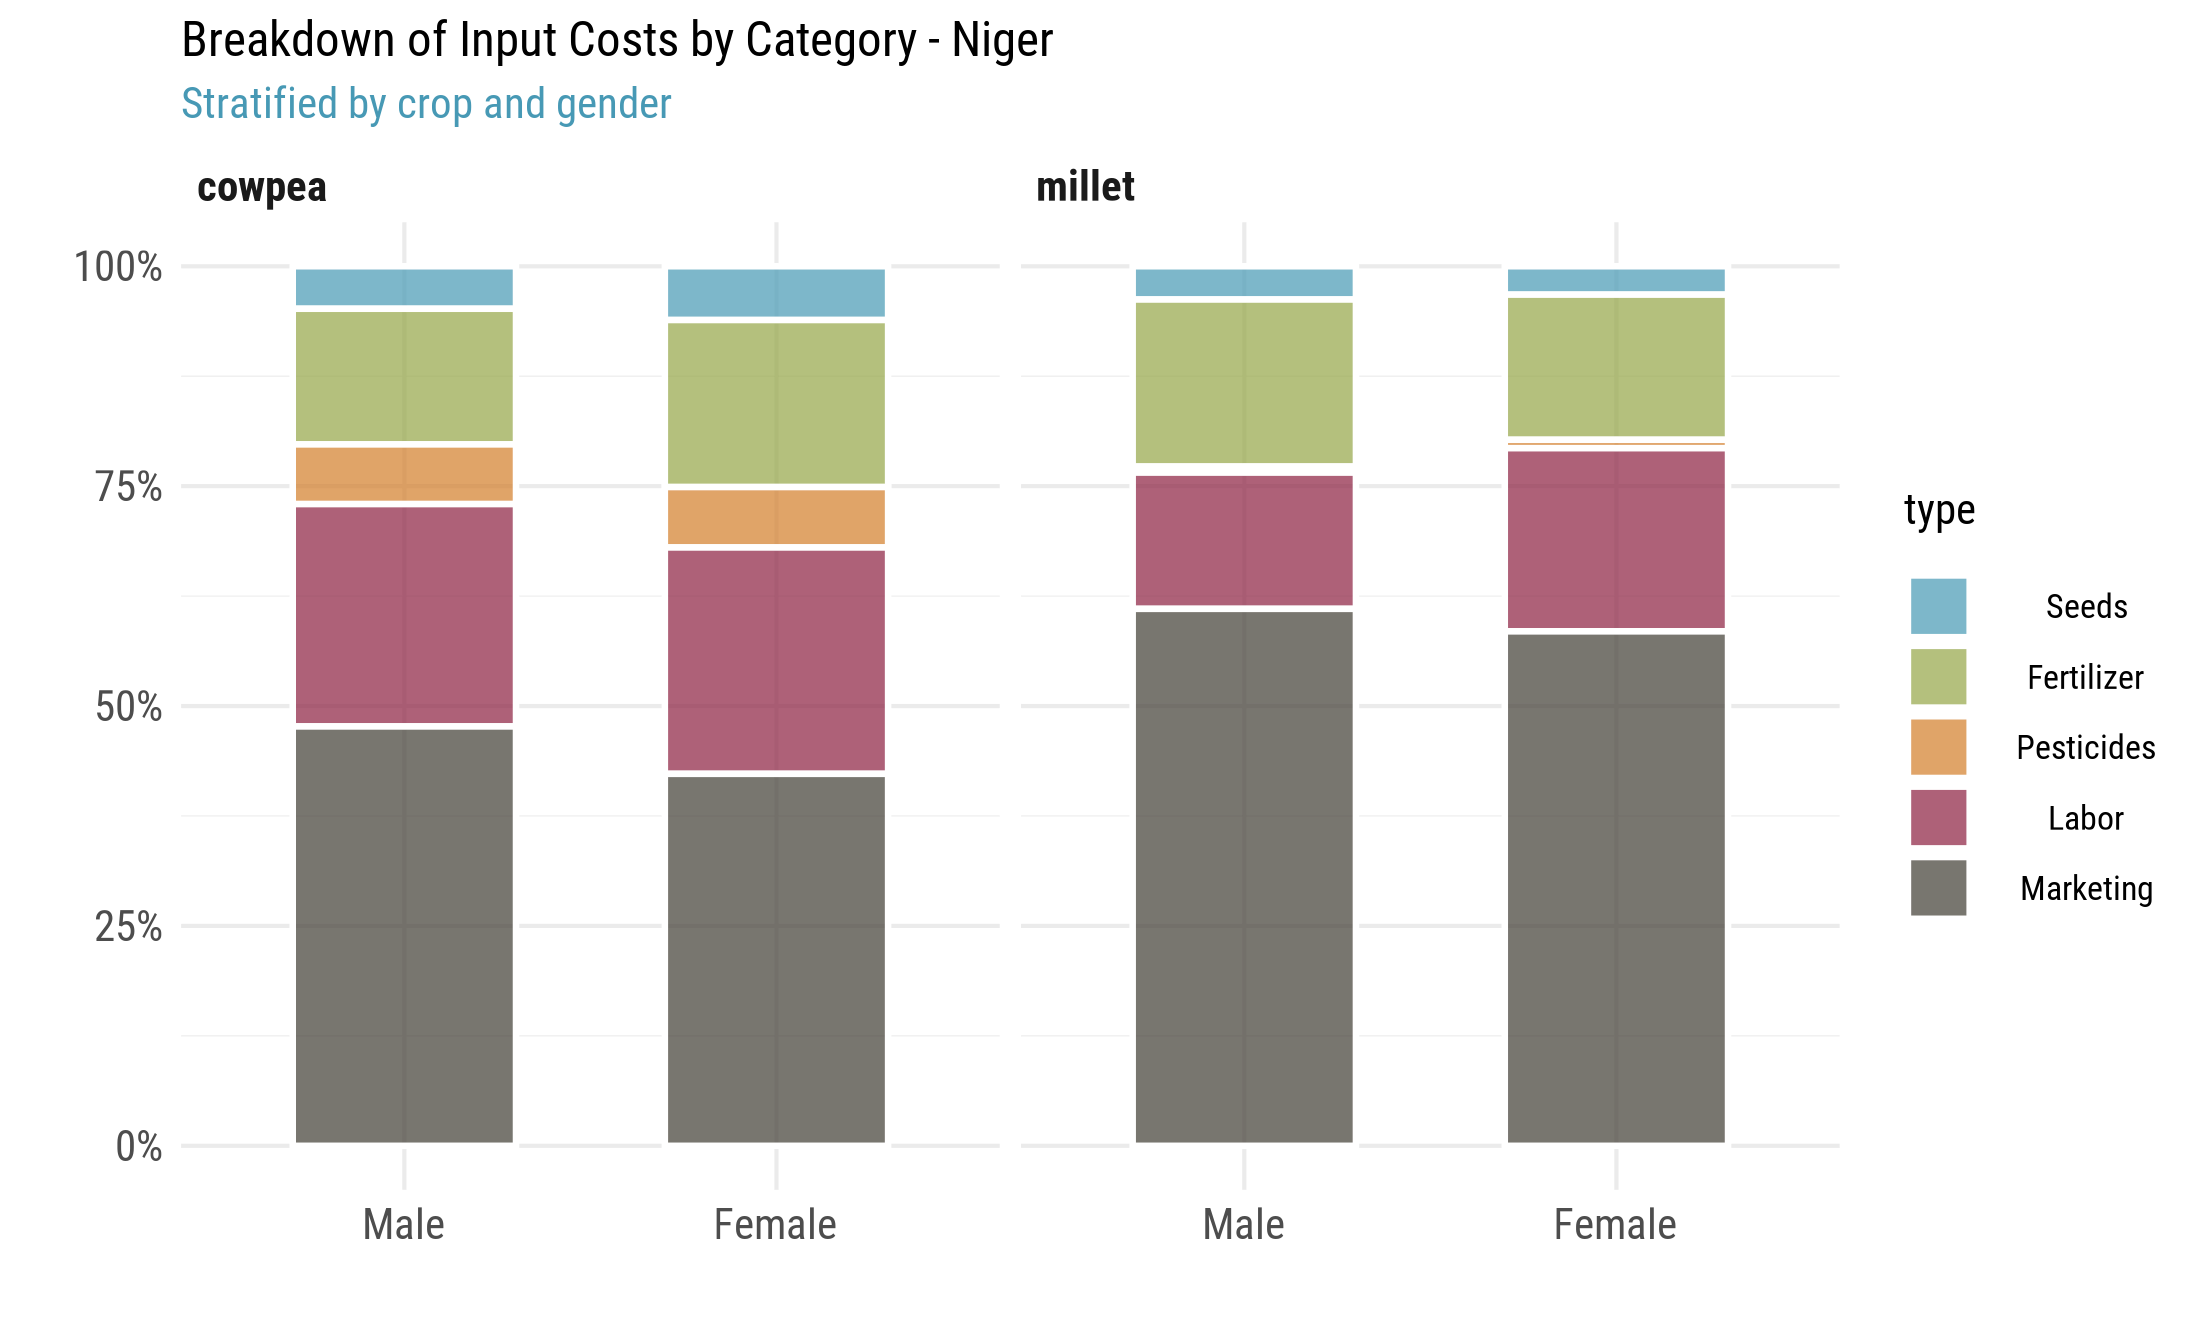 Breakdown of Input Costs by Category - Niger
Stratified by crop and gender
cowpea
millet
100%
75%
50%
25%
0%
Male
Female
Male
Female
type
Seeds
Fertilizer
Pesticides
Labor
Marketing